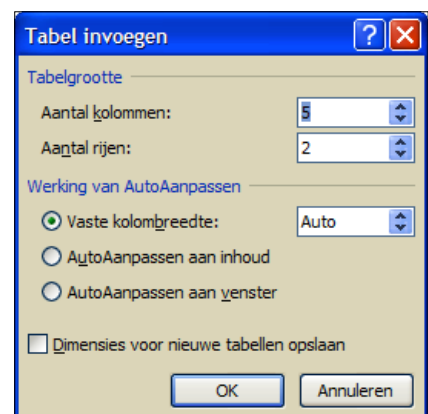 Tabel invoegen ?
Tabelgrootte
Aantal kolommen: 5
Aantal rijen: 2
Werking van AutoAanpassen
Vaste kolombreedte: Auto
AutoAanpassen aan inhoud
AutoAanpassen aan venster
Dimensies voor nieuwe tabellen opslaan
OK Annuleren